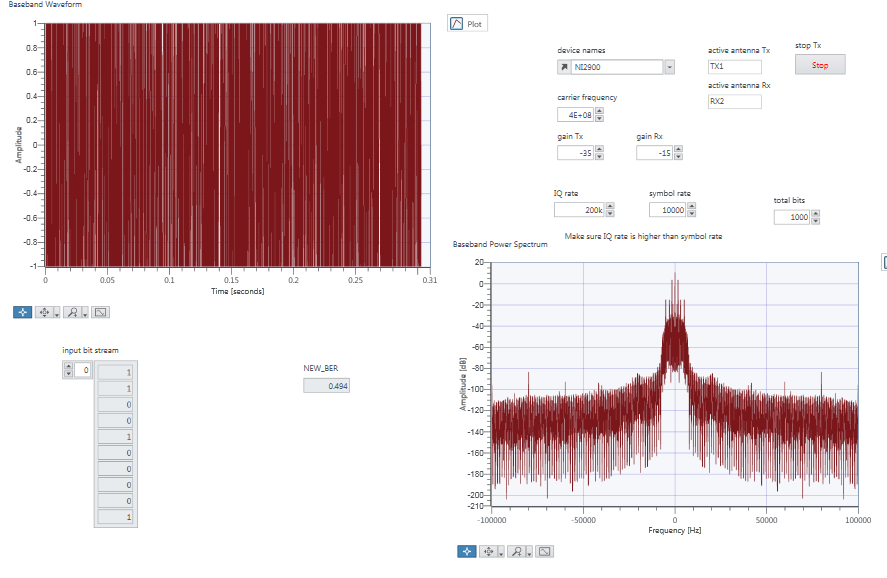 Baseband Waveform
Plot
device names
active antenna Tx
stop Tx
NI2900
TX1
Stop
active antenna Rx
carrier frequency
RX2
4E+08
gain Tx
gain Rx
-35
-15
IQ rate
symbol rate
total bits
200k
10000
1000
Make sure IQ rate is higher than symbol rate
Amplitude
1
0.8
0.6
0.4
0.2
0
-0.2
-0.4
-0.6
-0.8
-1
0
0.05
0.1
0.15
0.2
0.25
0.31
Time [seconds]
Baseband Power Spectrum
Amplitude [dB]
20
0
-20
-40
-60
-80
-100
-120
-140
-160
-180
-200
-210
-100000
-50000
0
50000
100000
Frequency [Hz]
input bit stream
0
1
1
0
0
1
0
0
0
0
1
NEW_BER
0.494